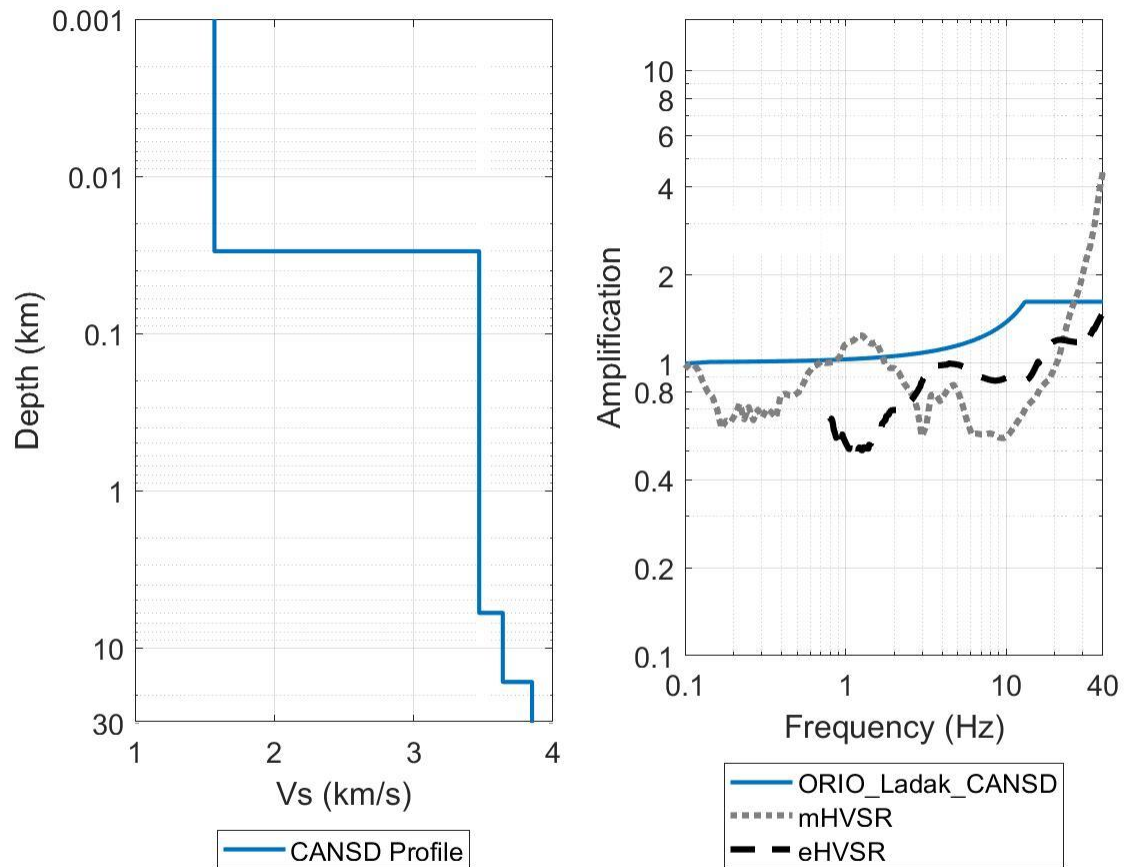 0.001
0.01
0.1
1
10
30
Depth (km)
1 2 3 4
Vs (km/s)
CANSD Profile
10
8
6
4
2
1
0.8
0.4
0.2
0.1
Amplification
0.1 1 10 40
Frequency (Hz)
ORIO_Ladak_CANSD
mHVSR
eHVSR